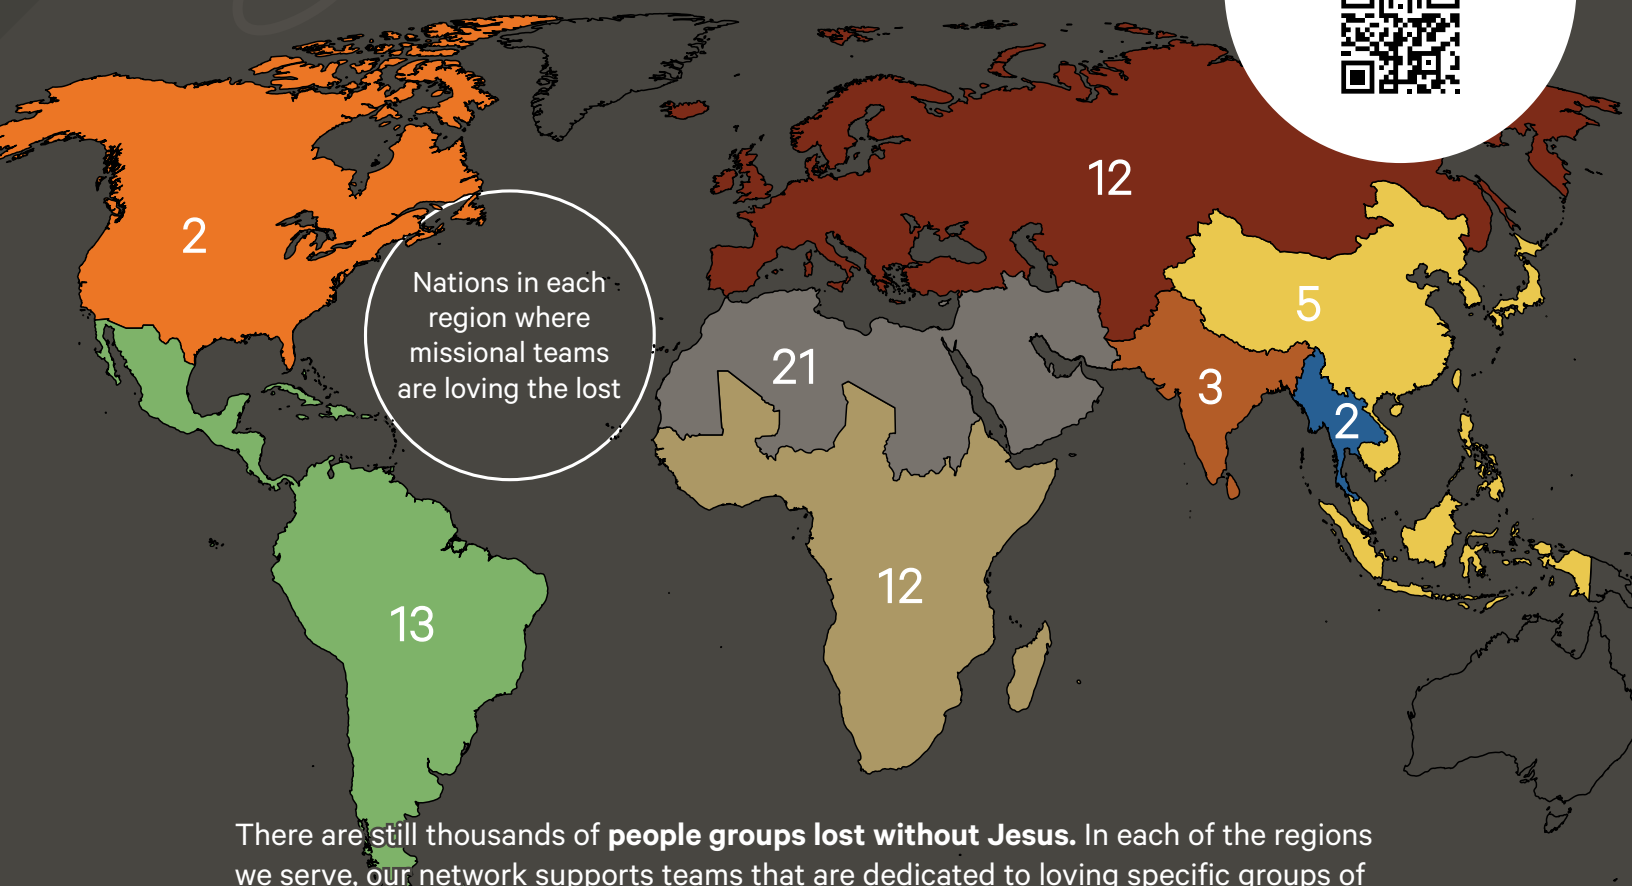 12
2
Nations in each
region where
missional teams
are loving the lost
5
21
3
2
12
13
There are still thousands of people groups lost without Jesus. In each of the regions
we serve, our network supports teams that are dedicated to loving specific groups of